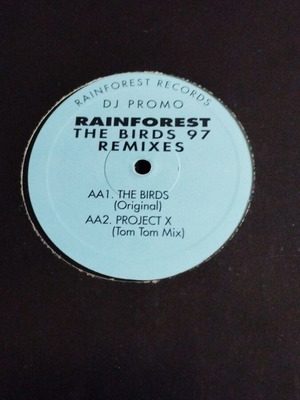 RAINFOREST RECORDS
DJ PROMO
RAINFOREST
THE BIRDS 97
REMIXES
AA1. THE BIRDS
(Original)
AA2. PROJECT X
(Tom Tom Mix)